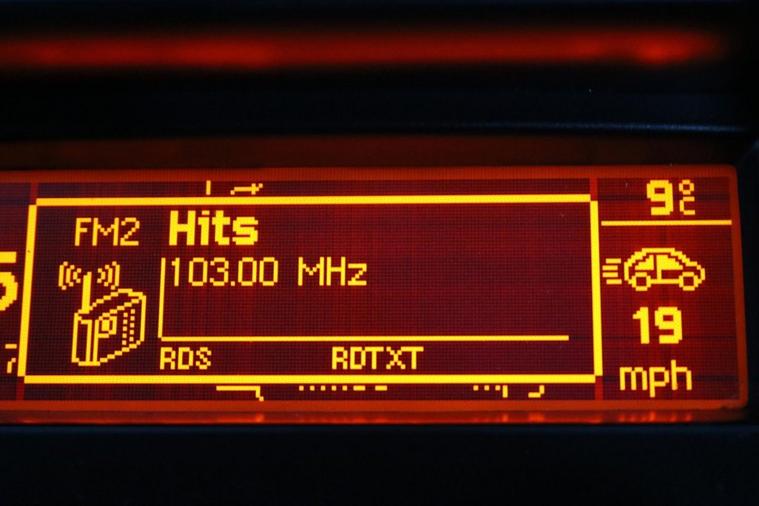 FM2 Hits
103.00 MHz
RDS RDTXT
9°C
19
mph